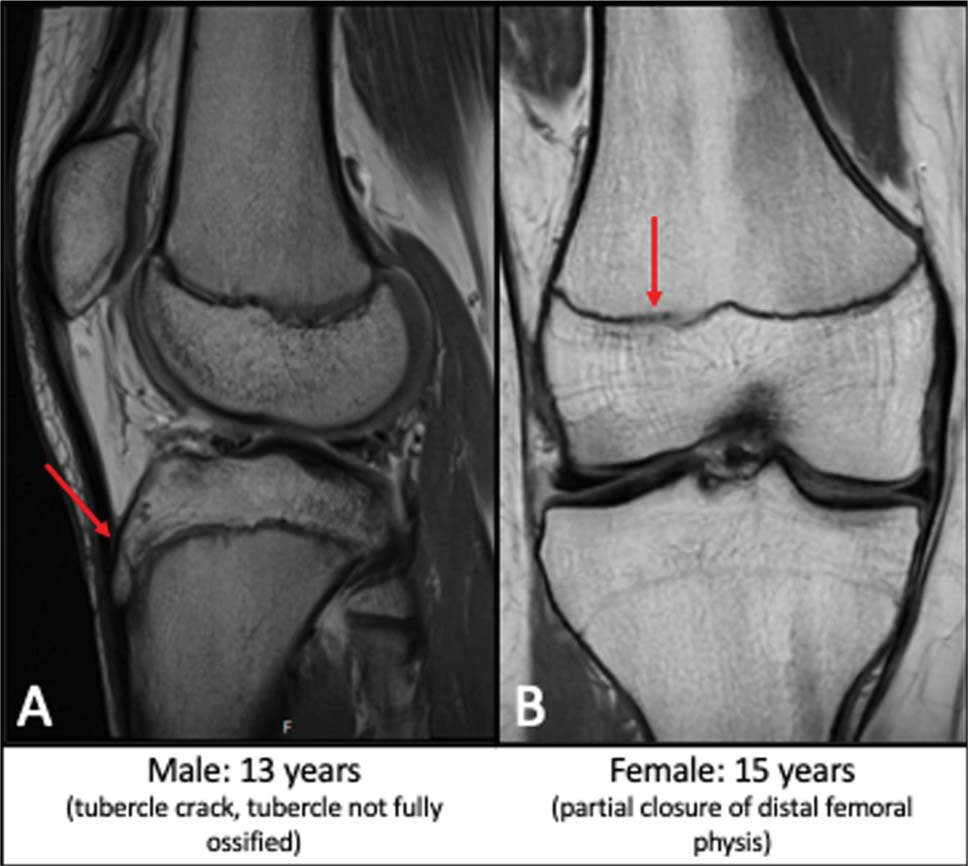 A
F
B
Male: 13 years
(tubercle crack, tubercle not fully
ossified)
Female: 15 years
(partial closure of distal femoral
physis)